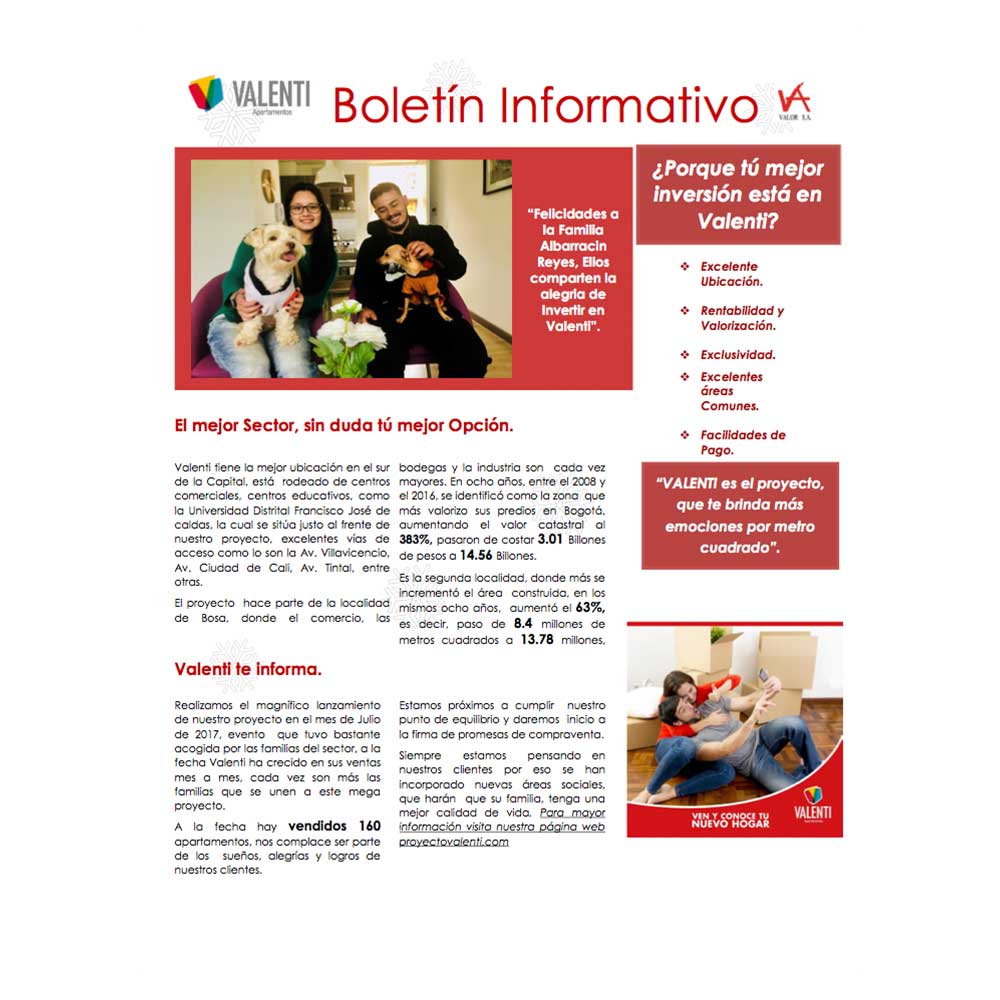 VALENTI
Apartamentos
Boletín Informativo
VA
VALOR S.A.
"Felicidades a
la Familia
Albarracin
Reyes, Ellos
comparten la
alegria de
Invertir en
Valenti".
¿Porque tú mejor
inversión está en
Valenti?
❖ Excelente
Ubicación.
❖ Rentabilidad y
Valorización.
❖ Exclusividad.
❖ Excelentes
áreas
Comunes.
❖ Facilidades de
Pago.
"VALENTI es el proyecto,
que te brinda más
emociones por metro
cuadrado".
El mejor Sector, sin duda tú mejor Opción.
Valenti tiene la mejor ubicación en el sur
de la Capital, está rodeado de centros
comerciales, centros educativos, como
la Universidad Distrital Francisco José de
caldas, la cual se sitúa justo al frente de
nuestro proyecto, excelentes vías de
acceso como lo son la Av. Villavicencio,
Av. Ciudad de Cali, Av. Tintal, entre
otras.
El proyecto hace parte de la localidad
de Bosa, donde el comercio, las
bodegas y la industria son cada vez
mayores. En ocho años, entre el 2008 y
el 2016, se identificó como la zona que
más valorizo sus predios en Bogotá,
aumentando el valor catastral al
383%, pasaron de costar 3.01 Billones
de pesos a 14.56 Billones.
Es la segunda localidad, donde más se
incrementó el área construida, en los
mismos ocho años, aumentó el 63%,
es decir, paso de 8.4 millones de
metros cuadrados a 13.78 millones,
Valenti te informa.
Realizamos el magnífico lanzamiento
de nuestro proyecto en el mes de Julio
de 2017, evento que tuvo bastante
acogida por las familias del sector, a la
fecha Valenti ha crecido en sus ventas
mes a mes, cada vez son más las
familias que se unen a este mega
proyecto.
A la fecha hay vendidos 160
apartamentos, nos complace ser parte
de los sueños, alegrías y logros de
nuestros clientes.
Estamos próximos a cumplir nuestro
punto de equilibrio y daremos inicio a
la firma de promesas de compraventa.
Siempre estamos pensando en
nuestros clientes por eso se han
incorporado nuevas áreas sociales,
que harán que su familia, tenga una
mejor calidad de vida. Para mayor
información visita nuestra página web
proyectovalenti.com
VEN Y CONOCE TU
NUEVO HOGAR
VALENTI